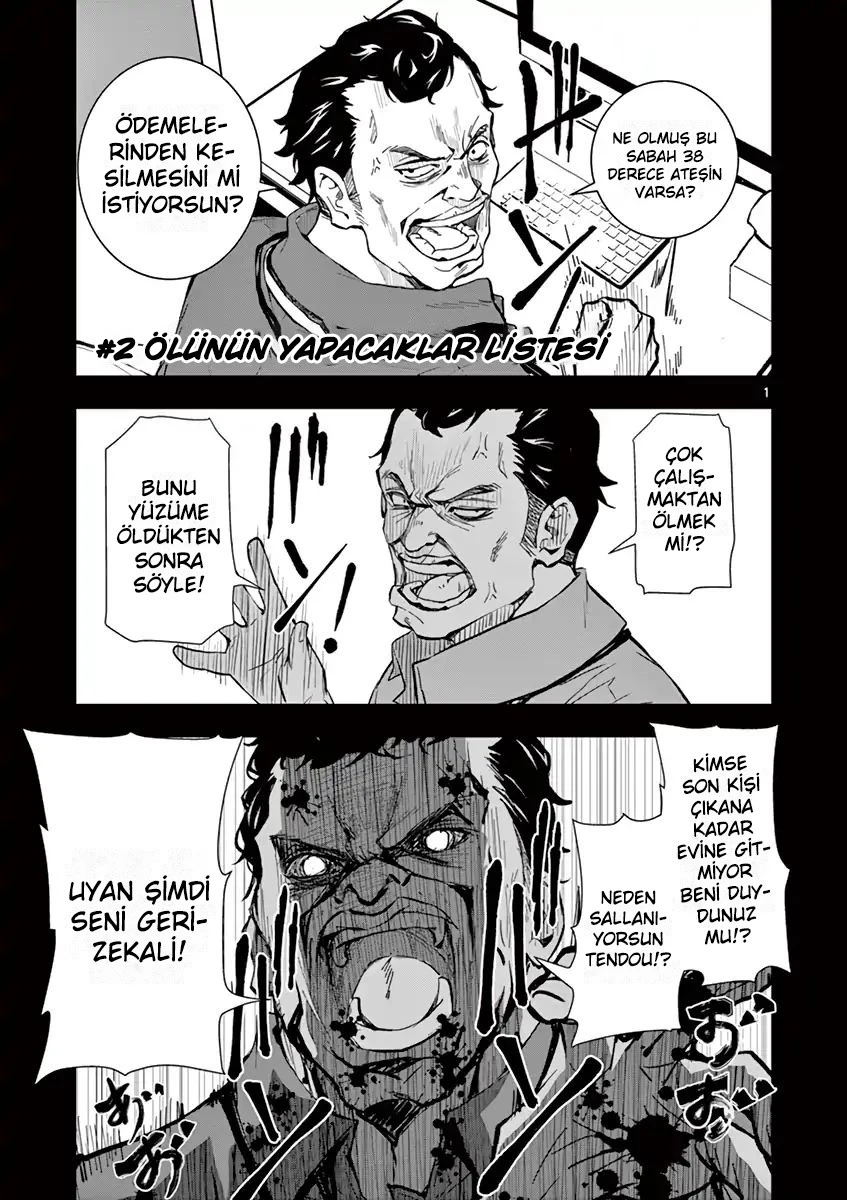 NE OLMUŞ BU
SABAH 38
DERECE ATEŞİN
VARSA?
ÖDEMELE-
RİNDEN KE-
SİLMESİNİ Mİ
İSTİYORSUN?
#2 ÖLÜNÜN YAPACAKLAR LİSTESİ
1
ÇOK
ÇALIŞ-
MAKTAN
ÖLMEK
Mİ!?
BUNU
YÜZÜME
ÖLDÜKTEN
SONRA
SÖYLE!
KİMSE
SON KİŞİ
ÇIKANA
KADAR
EVİNE GİT-
MİYOR
BENİ DUY-
DUNUZ
MU!?
NEDEN
SALLANI-
YORSUN
TENDOU!?
UYAN ŞİMDİ
SENİ GERİ-
ZEKALİ!